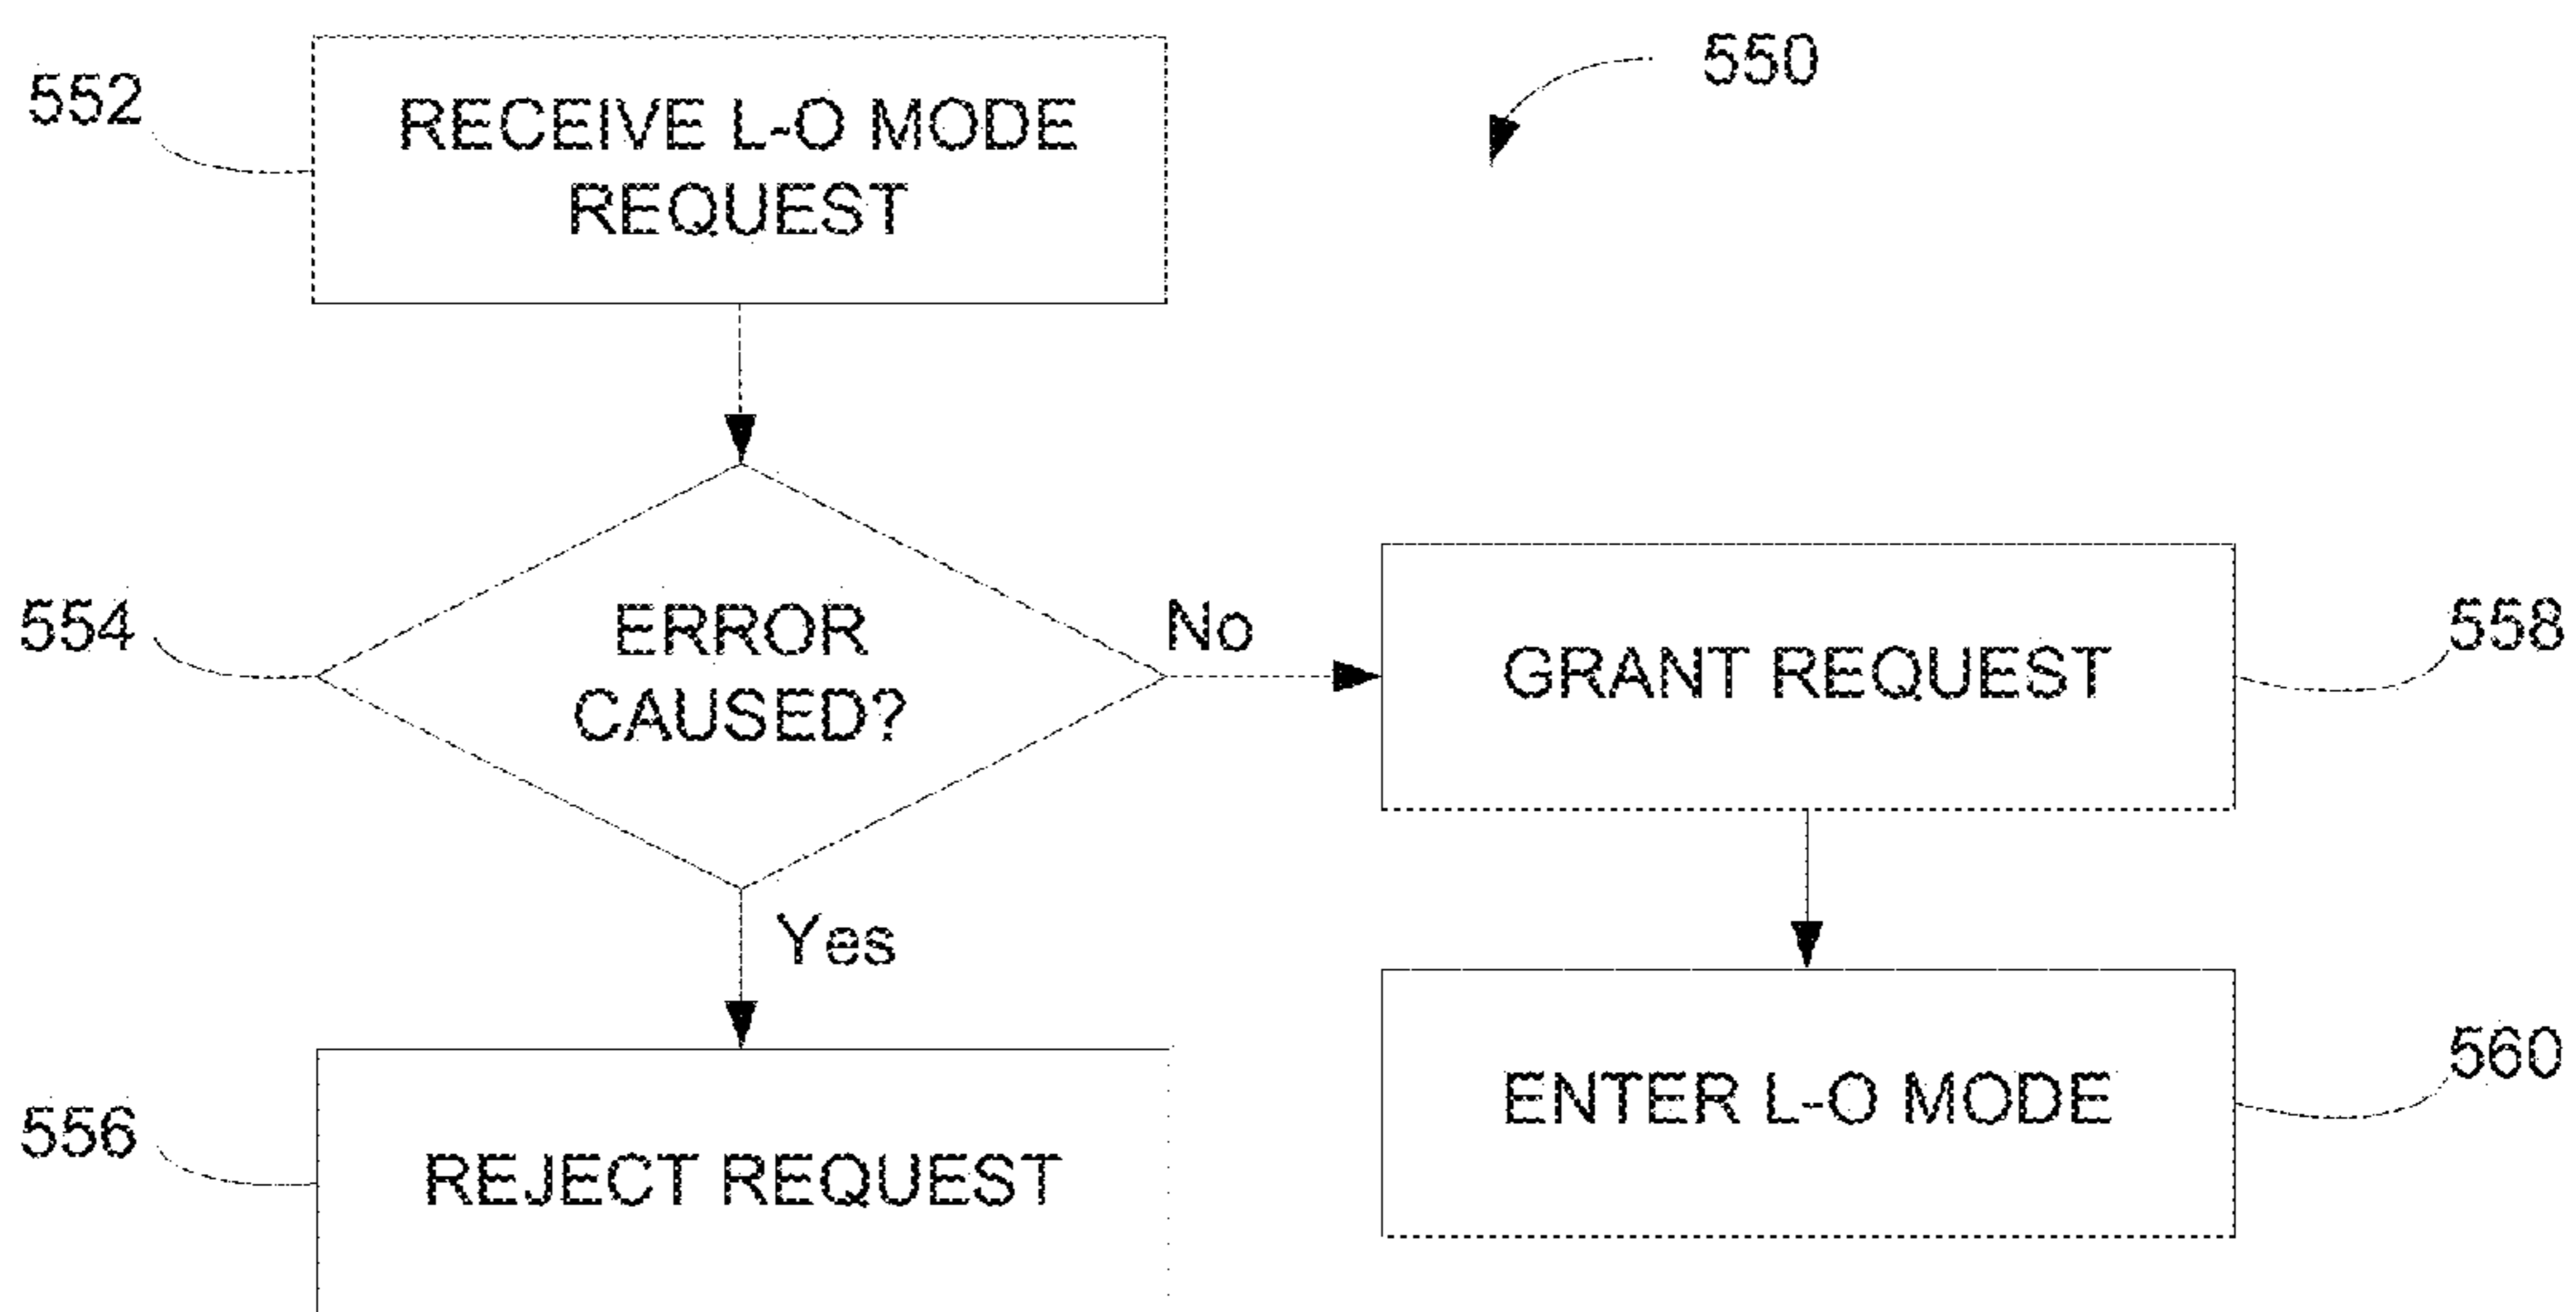 550
552
RECEIVE L-O MODE
REQUEST
554
ERROR
CAUSED?
No
GRANT REQUEST
558
Yes
556
REJECT REQUEST
ENTER L-O MODE
560